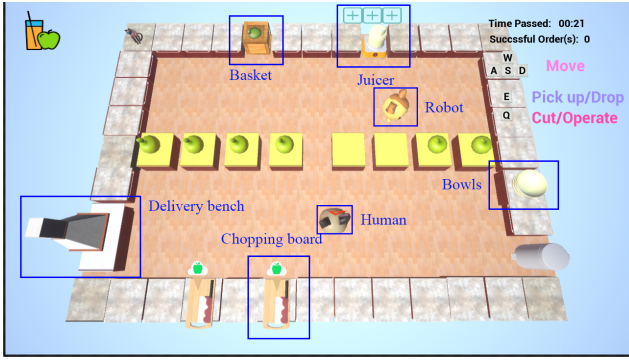 Time Passed: 00:21
Succssful Order(s): 0
W
A S D
Move
E
Pick up/Drop
Q
Cut/Operate
Basket
Juicer
Robot
Bowls
Delivery bench
Human
Chopping board